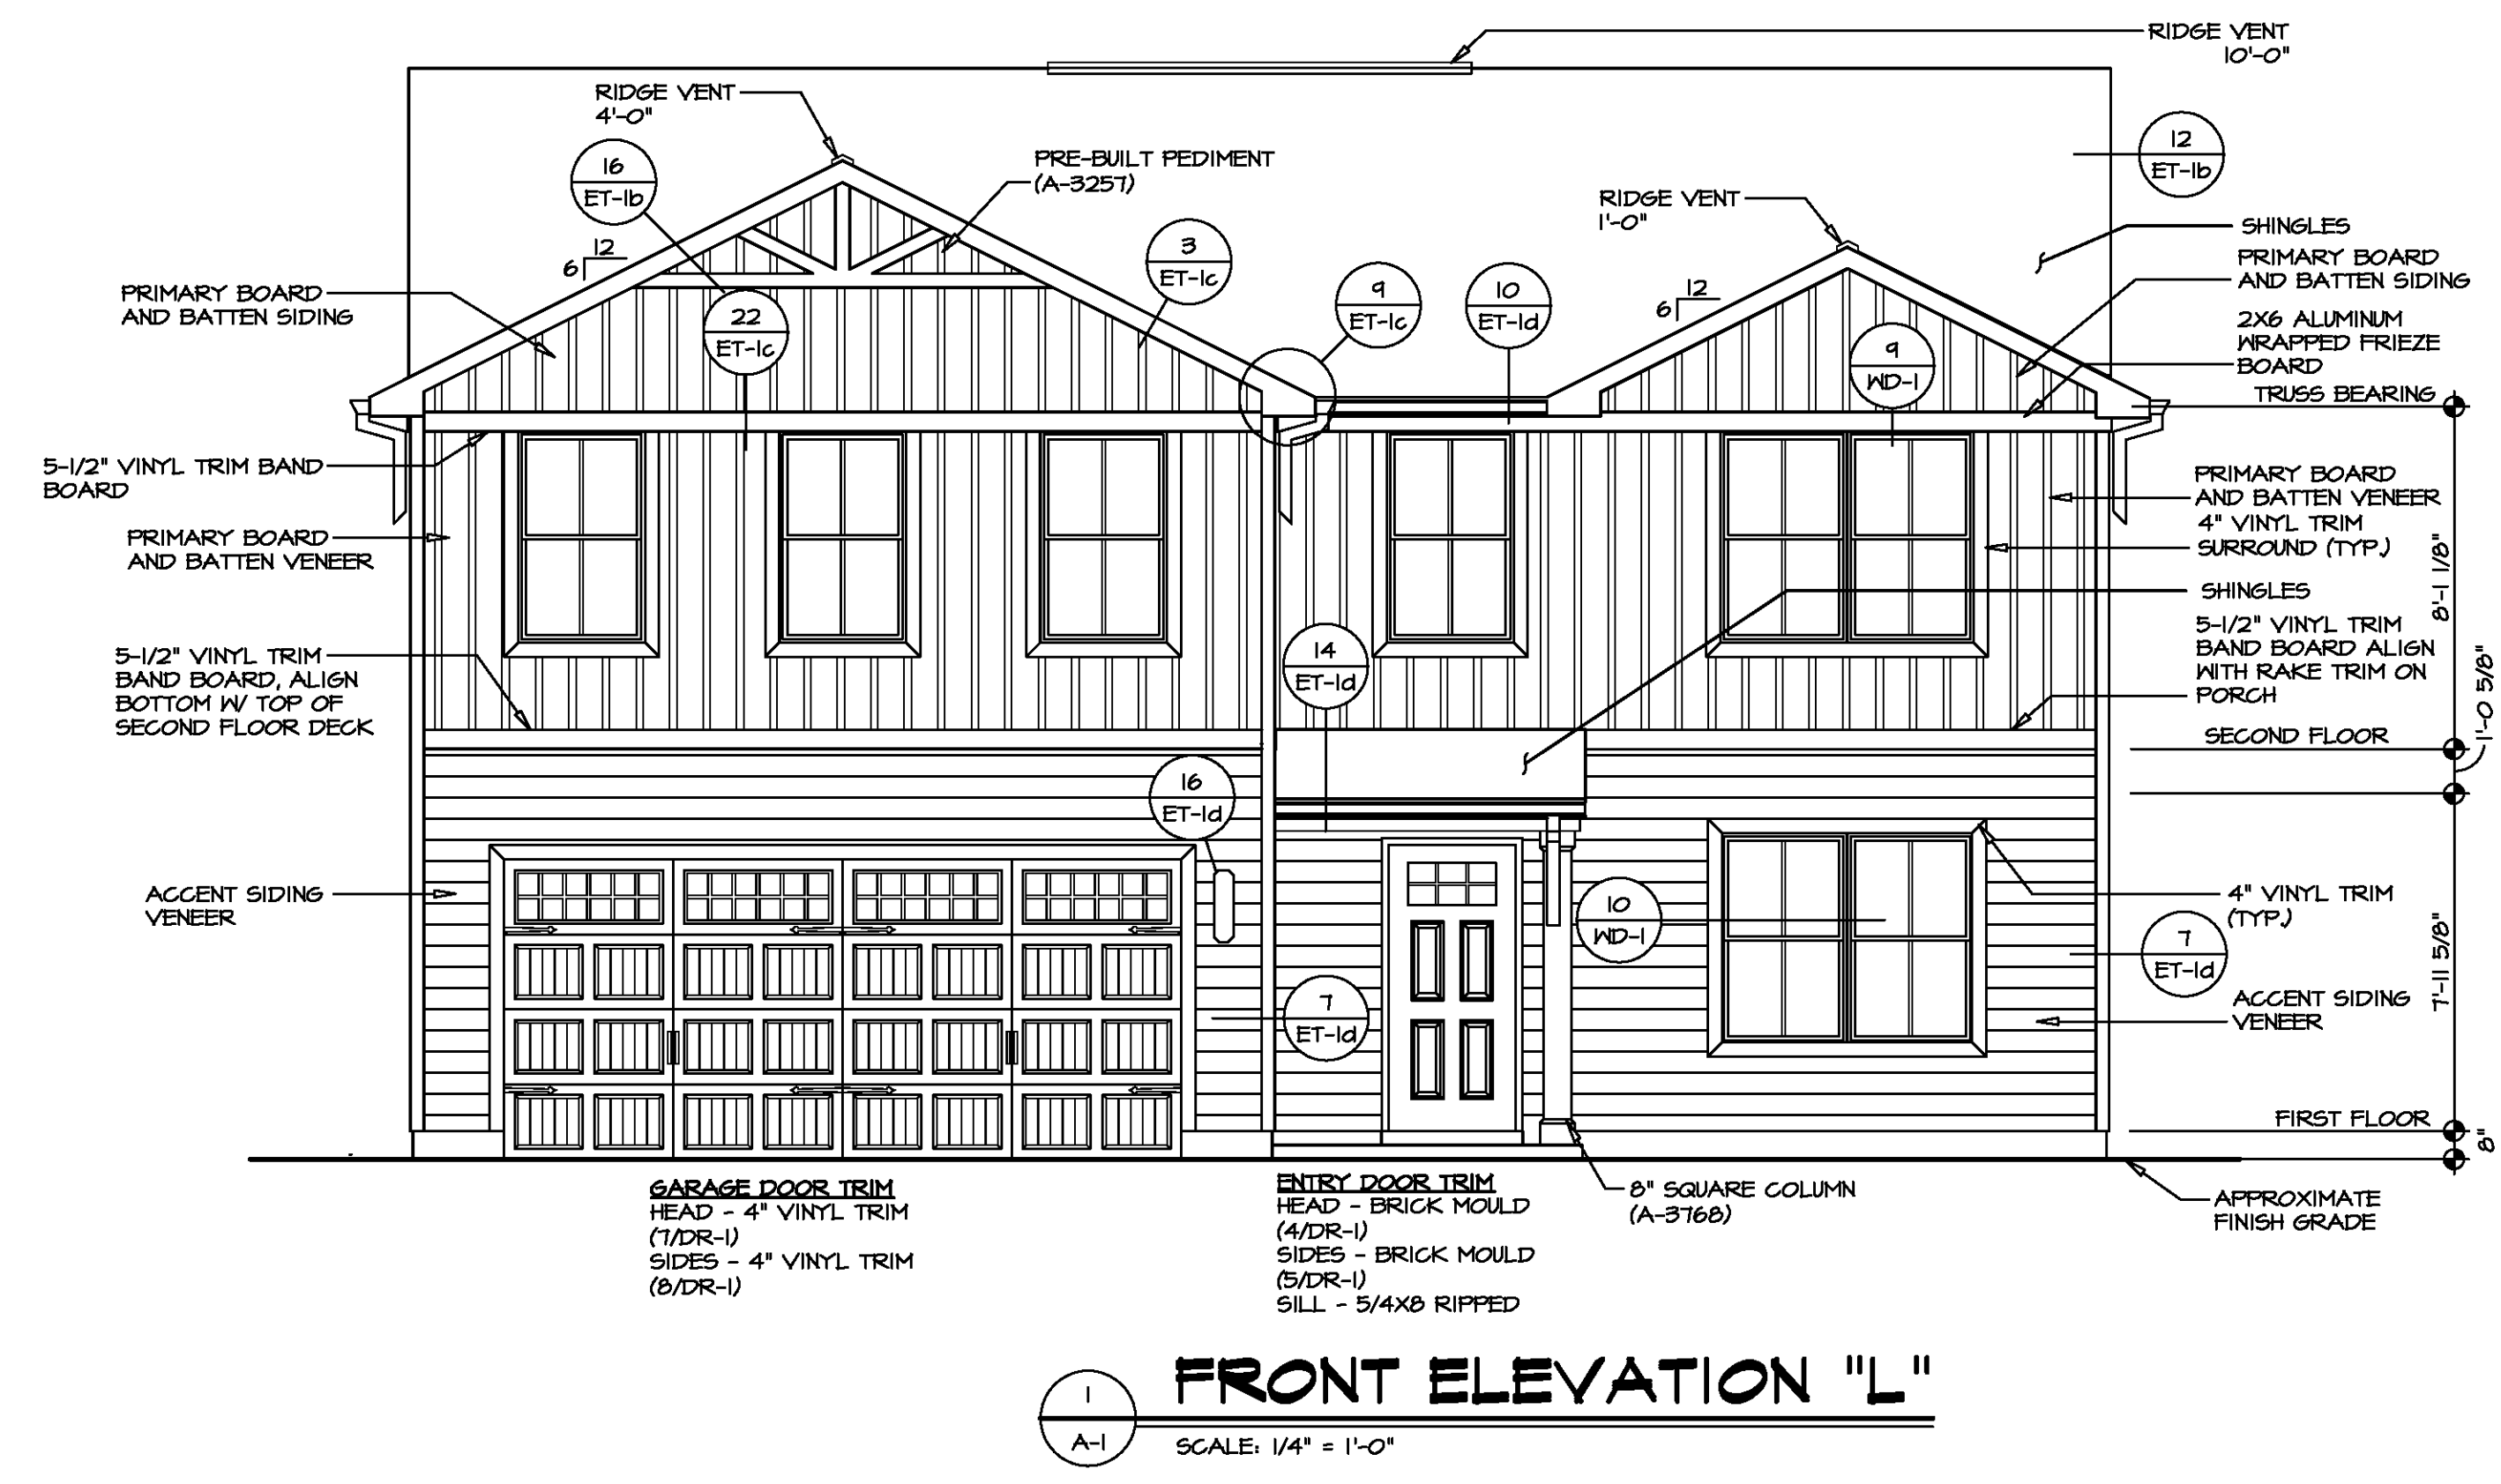 RIDGE VENT
10'-0"
RIDGE VENT
4'-0"
16
ET-1b
PRE-BUILT PEDIMENT
(A-3257)
12
ET-1b
RIDGE VENT
1'-0"
SHINGLES
3
ET-1c
12
6
PRIMARY BOARD
AND BATTEN SIDING
PRIMARY BOARD
AND BATTEN SIDING
9
ET-1c
10
ET-1d
12
6
22
ET-1c
9
WD-1
2X6 ALUMINUM
WRAPPED FRIEZE
BOARD
TRUSS BEARING
5-1/2" VINYL TRIM BAND
BOARD
PRIMARY BOARD
AND BATTEN VENEER
PRIMARY BOARD
AND BATTEN VENEER
4" VINYL TRIM
SURROUND (TYP.)
8'-1 1/8"
SHINGLES
5-1/2" VINYL TRIM
BAND BOARD, ALIGN
BOTTOM W/ TOP OF
SECOND FLOOR DECK
14
ET-1d
5-1/2" VINYL TRIM
BAND BOARD ALIGN
WITH RAKE TRIM ON
PORCH
1'-0 5/8"
SECOND FLOOR
16
ET-1d
ACCENT SIDING
VENEER
10
WD-1
4" VINYL TRIM
(TYP.)
7
ET-1d
7'-11 5/8"
7
ET-1d
ACCENT SIDING
VENEER
FIRST FLOOR
8"
GARAGE DOOR TRIM
HEAD - 4" VINYL TRIM
(7/DR-1)
SIDES - 4" VINYL TRIM
(8/DR-1)
ENTRY DOOR TRIM
HEAD - BRICK MOULD
(4/DR-1)
SIDES - BRICK MOULD
(5/DR-1)
SILL - 5/4X8 RIPPED
8" SQUARE COLUMN
(A-3768)
APPROXIMATE
FINISH GRADE
1
A-1
FRONT ELEVATION "L"
SCALE: 1/4" = 1'-0"